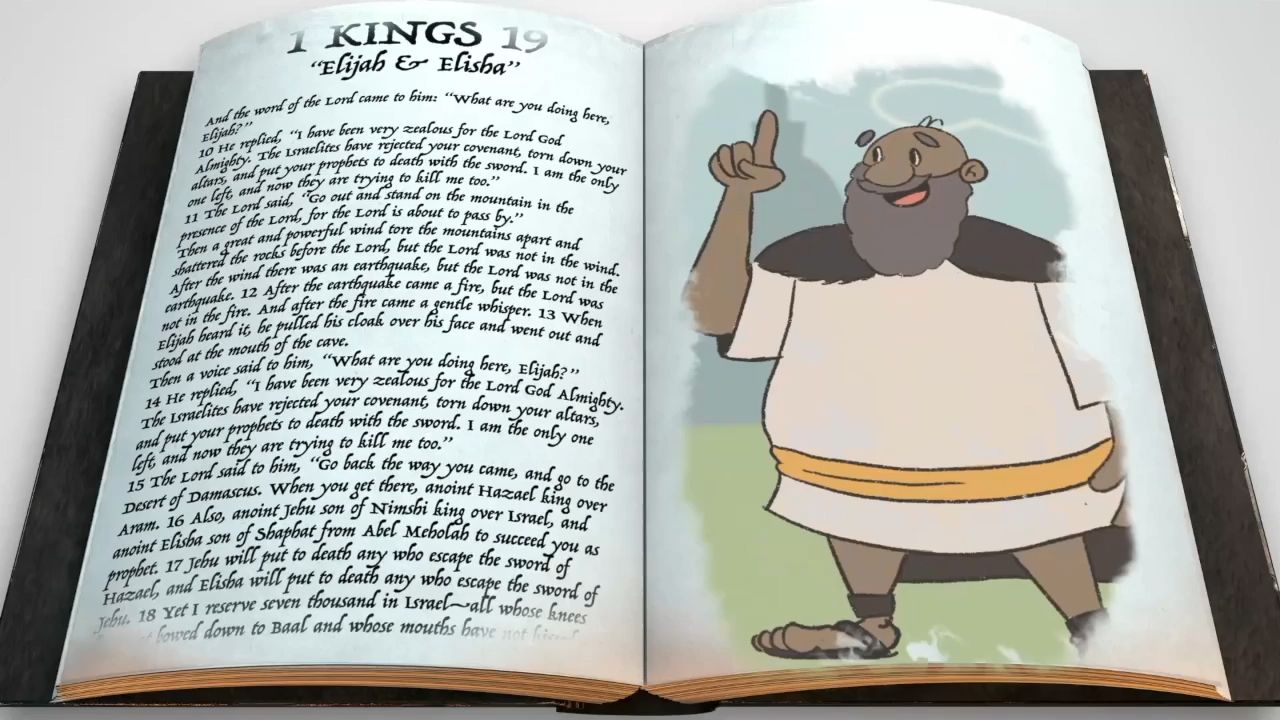 1 KINGS 19
“Elijah & Elisha”
And the word of the Lord came to him: “What are you doing here,
Elijah?”
10 He replied, “I have been very zealous for the Lord God
Almighty. The Israelites have rejected your covenant, torn down your
altars, and put your prophets to death with the sword. I am the only
one left, and now they are trying to kill me too.”
11 The Lord said, “Go out and stand on the mountain in the
presence of the Lord, for the Lord is about to pass by.”
Then a great and powerful wind tore the mountains apart and
shattered the rocks before the Lord, but the Lord was not in the wind.
After the wind there was an earthquake, but the Lord was not in the
earthquake. 12 After the earthquake came a fire, but the Lord was
not in the fire. And after the fire came a gentle whisper. 13 When
Elijah heard it, he pulled his cloak over his face and went out and
stood at the mouth of the cave.
Then a voice said to him, “What are you doing here, Elijah?”
14 He replied, “I have been very zealous for the Lord God Almighty.
The Israelites have rejected your covenant, torn down your altars,
and put your prophets to death with the sword. I am the only one
left, and now they are trying to kill me too.”
15 The Lord said to him, “Go back the way you came, and go to the
Desert of Damascus. When you get there, anoint Hazael king over
Aram. 16 Also, anoint Jehu son of Nimshi king over Israel, and
anoint Elisha son of Shaphat from Abel Meholah to succeed you as
prophet. 17 Jehu will put to death any who escape the sword of
Hazael, and Elisha will put to death any who escape the sword of
Jehu. 18 Yet I reserve seven thousand in Israel—all whose knees
bowed down to Baal and whose mouths have not kissed